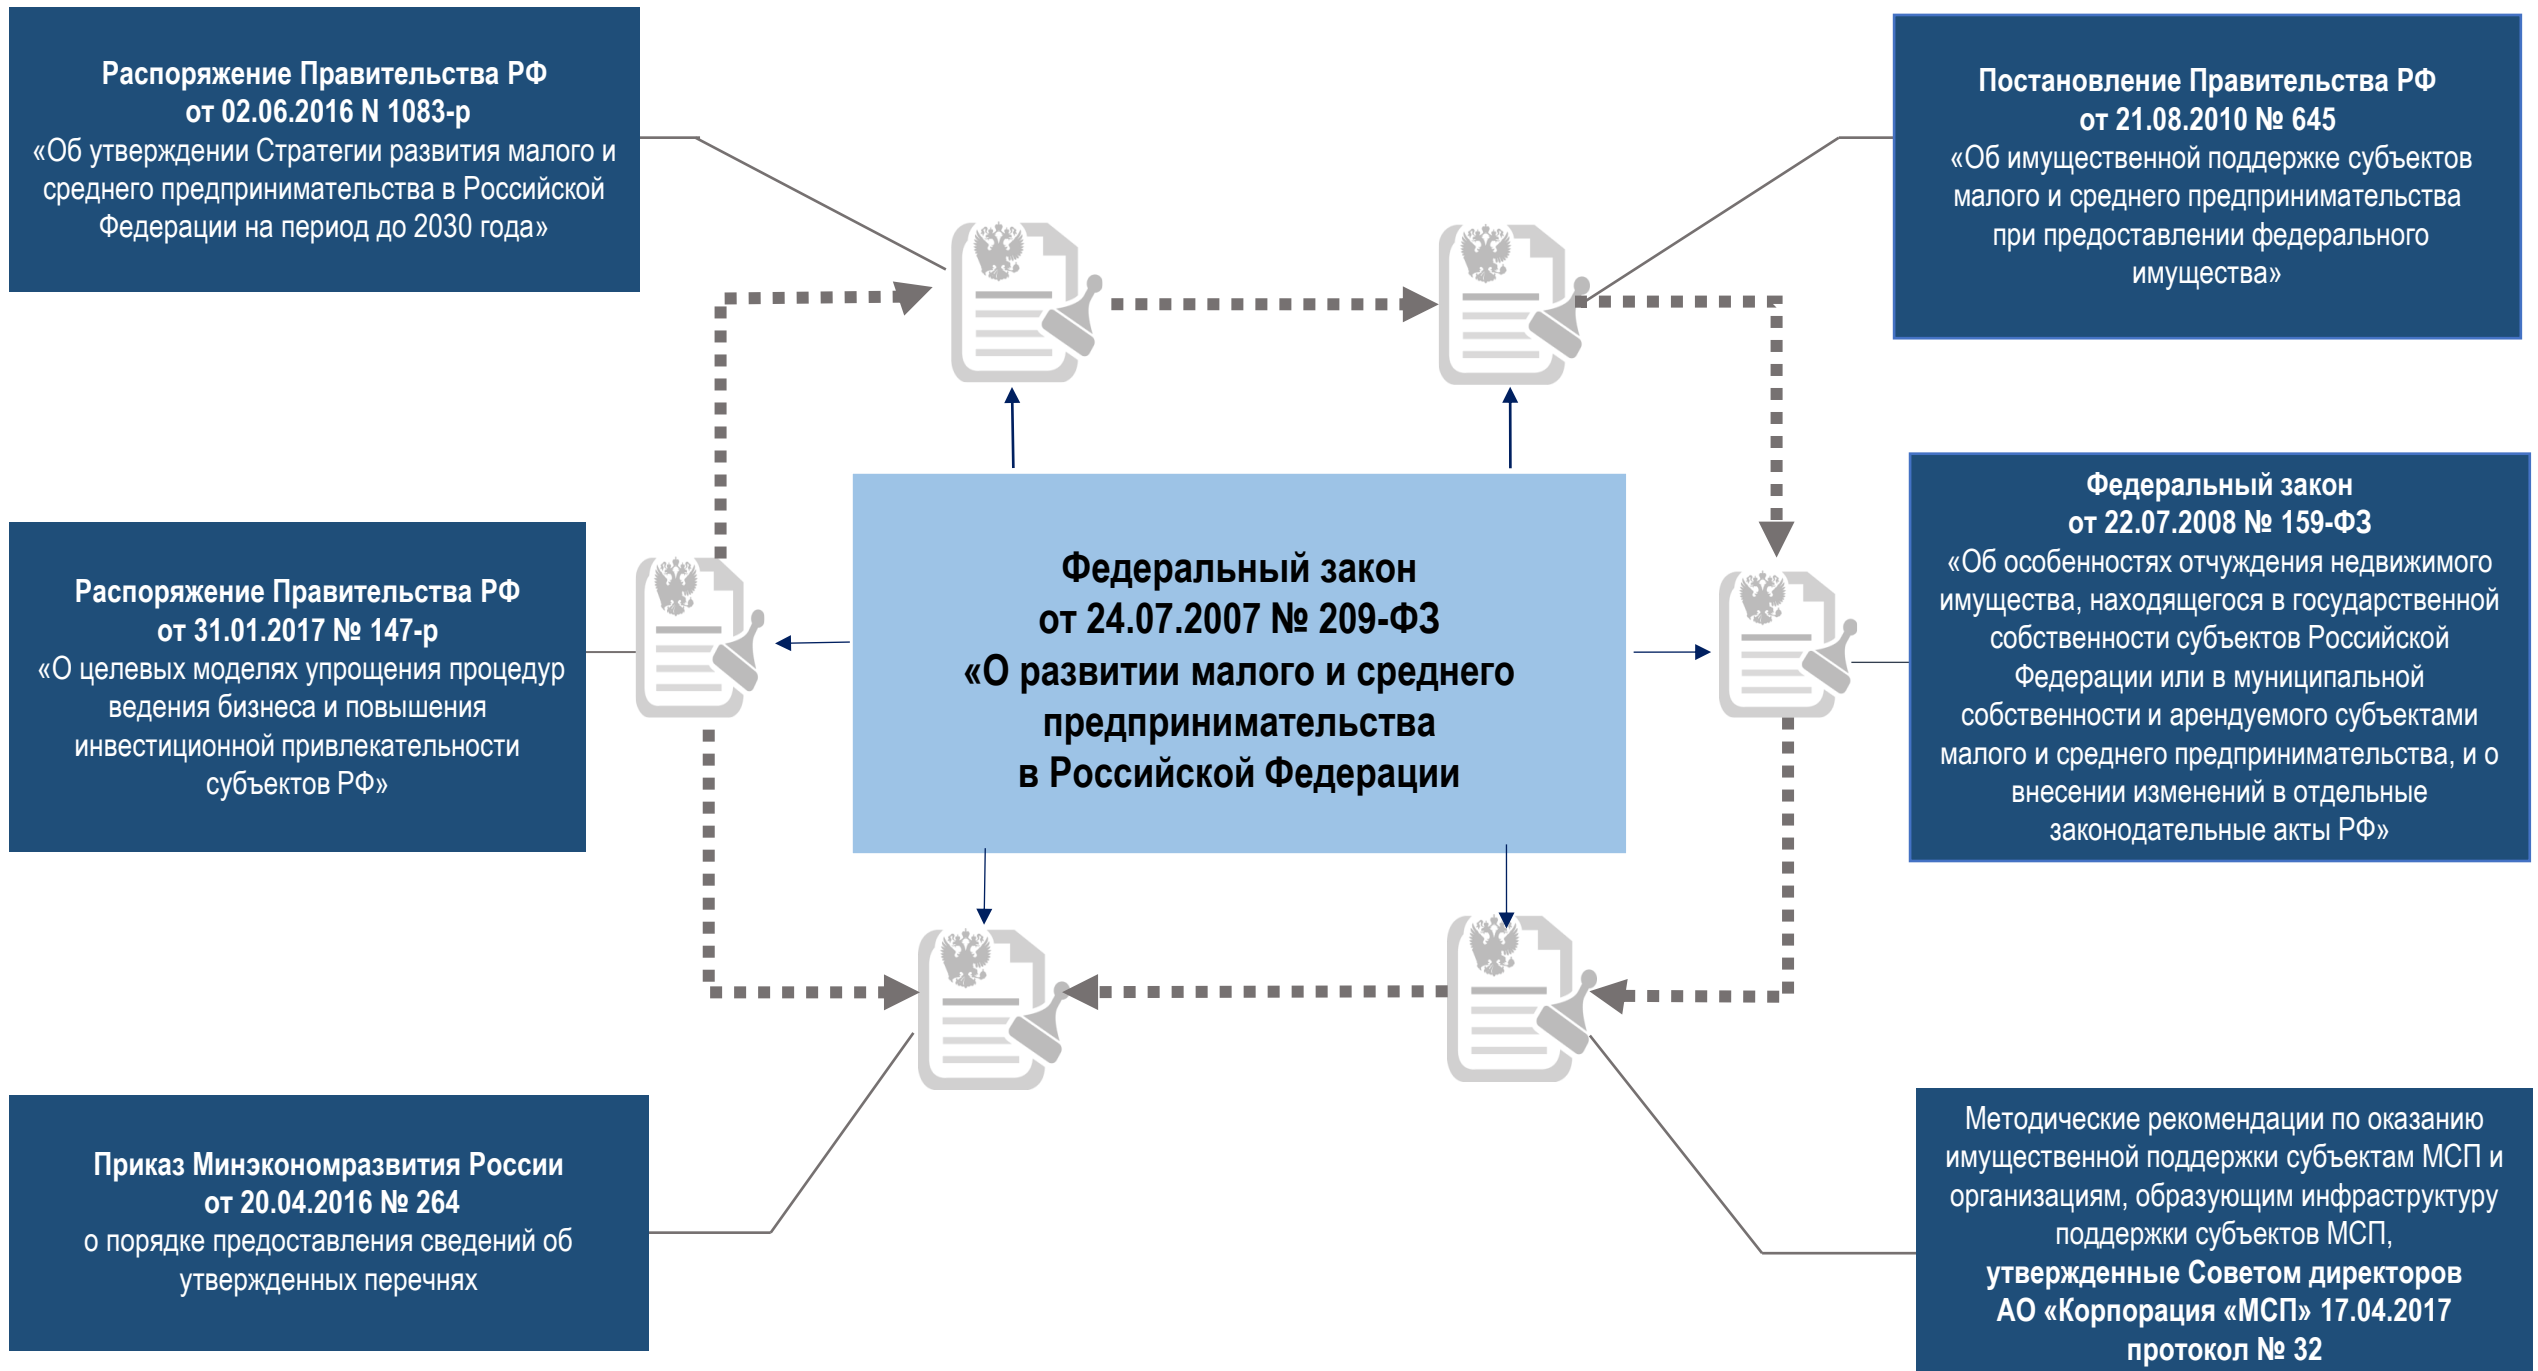 Распоряжение Правительства РФ
от 02.06.2016 N 1083-р
«Об утверждении Стратегии развития малого и
среднего предпринимательства в Российской
Федерации на период до 2030 года»
Постановление Правительства РФ
от 21.08.2010 № 645
«Об имущественной поддержке субъектов
малого и среднего предпринимательства
при предоставлении федерального
имущества»
Распоряжение Правительства РФ
от 31.01.2017 № 147-р
«О целевых моделях упрощения процедур
ведения бизнеса и повышения
инвестиционной привлекательности
субъектов РФ»
Федеральный закон
от 24.07.2007 № 209-ФЗ
«О развитии малого и среднего
предпринимательства
в Российской Федерации
Федеральный закон
от 22.07.2008 № 159-ФЗ
«Об особенностях отчуждения недвижимого
имущества, находящегося в государственной
собственности субъектов Российской
Федерации или в муниципальной
собственности и арендуемого субъектами
малого и среднего предпринимательства, и о
внесении изменений в отдельные
законодательные акты РФ»
Приказ Минэкономразвития России
от 20.04.2016 № 264
о порядке предоставления сведений об
утвержденных перечнях
Методические рекомендации по оказанию
имущественной поддержки субъектам МСП и
организациям, образующим инфраструктуру
поддержки субъектов МСП,
утвержденные Советом директоров
АО «Корпорация «МСП» 17.04.2017
протокол № 32